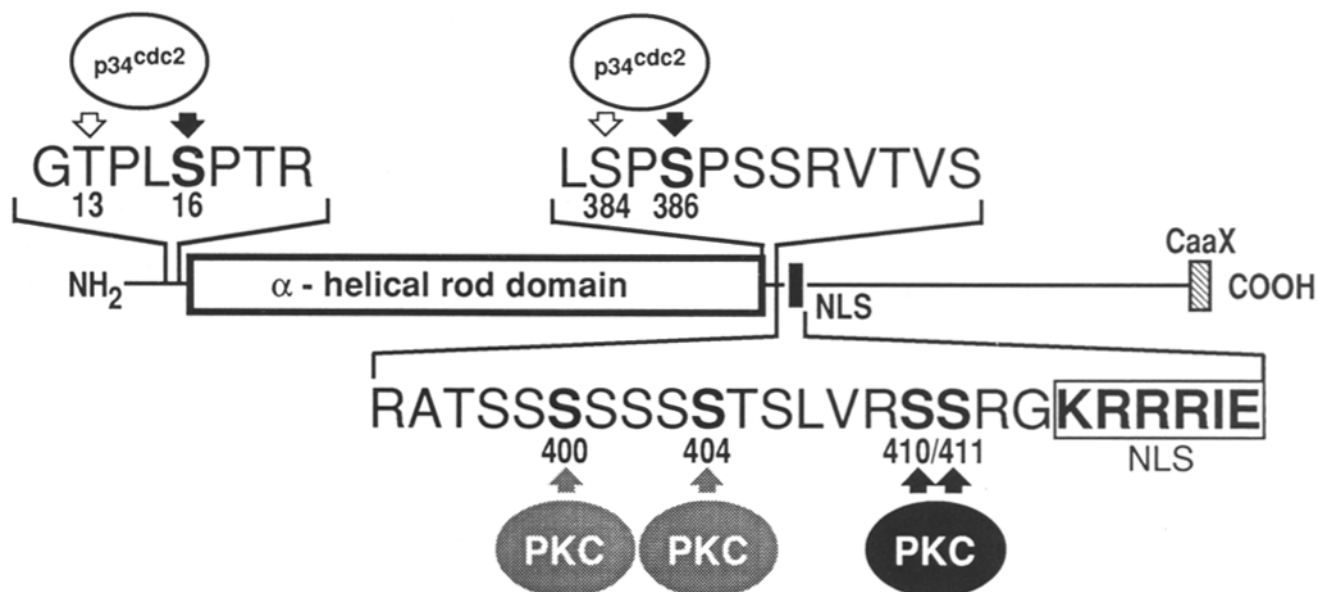 p34cdc2 p34cdc2
GTPLSPTR LSPSPSSRVTVS
13 16 384 386
CaaX
NH2 α - helical rod domain NLS COOH
RATSSSSSSSSTSLVRSSRGKRRRIE
400 404 410/411 NLS
PKC PKC PKC